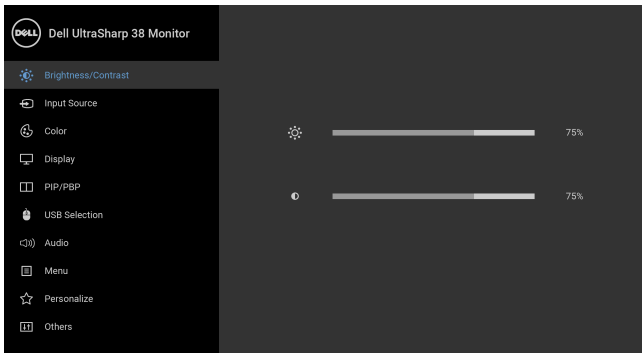 DELL
Dell UltraSharp 38 Monitor
Brightness/Contrast
Input Source
Color
Display
PIP/PBP
USB Selection
Audio
Menu
Personalize
Others
75%
75%